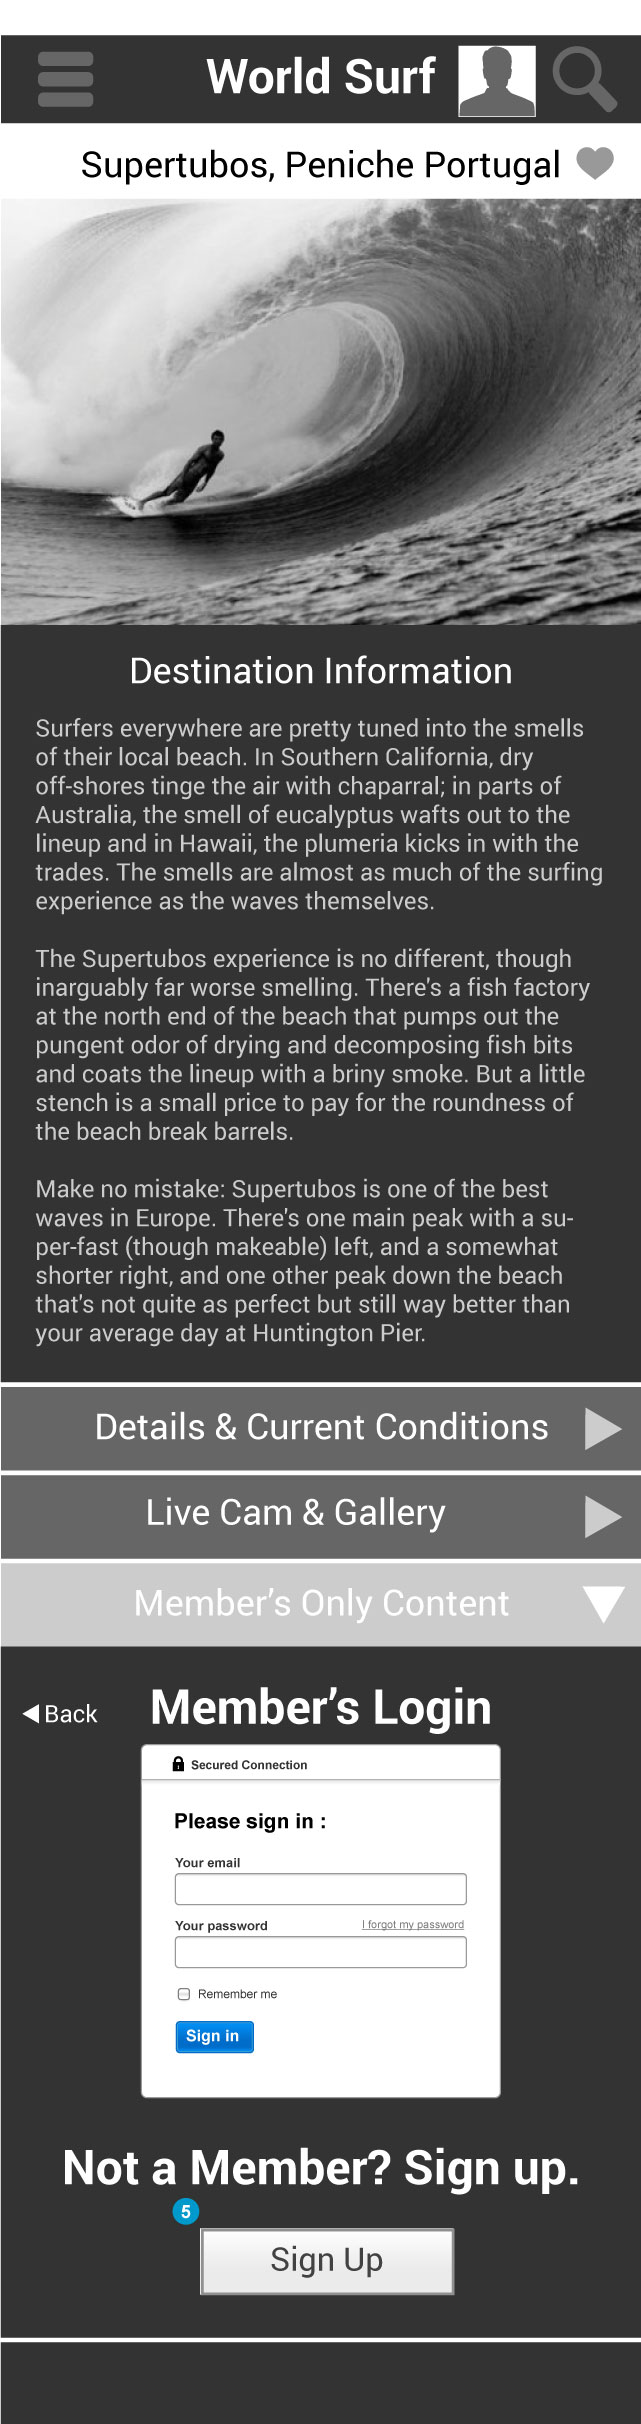 World Surf
Supertubos, Peniche Portugal
Destination Information
Surfers everywhere are pretty tuned into the smells
of their local beach. In Southern California, dry
off-shores tinge the air with chaparral; in parts of
Australia, the smell of eucalyptus wafts out to the
lineup and in Hawaii, the plumeria kicks in with the
trades. The smells are almost as much of the surfing
experience as the waves themselves.
The Supertubos experience is no different, though
inarguably far worse smelling. There's a fish factory
at the north end of the beach that pumps out the
pungent odor of drying and decomposing fish bits
and coats the lineup with a briny smoke. But a little
stench is a small price to pay for the roundness of
the beach break barrels.
Make no mistake: Supertubos is one of the best
waves in Europe. There's one main peak with a su-
per-fast (though makeable) left, and a somewhat
shorter right, and one other peak down the beach
that's not quite as perfect but still way better than
your average day at Huntington Pier.
Details & Current Conditions
Live Cam & Gallery
Member’s Only Content
Back
Member’s Login
Secured Connection
Please sign in :
Your email
Your password I forgot my password
Remember me
Sign in
Not a Member? Sign up.
5
Sign Up